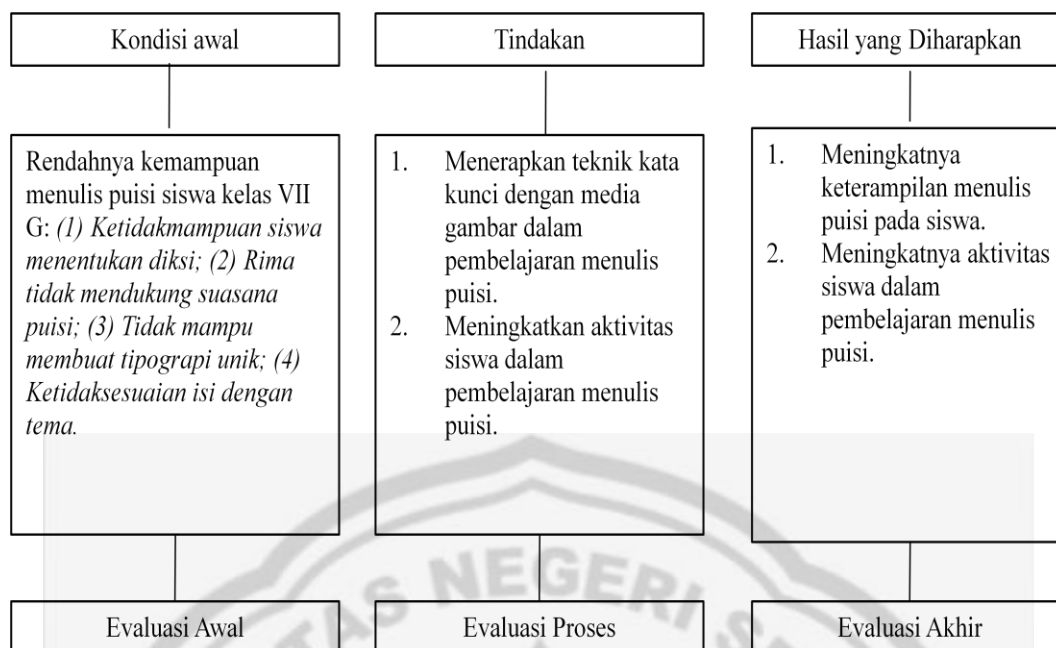 Kondisi awal
Tindakan
Hasil yang Diharapkan
Rendahnya kemampuan
menulis puisi siswa kelas VII
G: (1) Ketidakmampuan siswa
menentukan diksi; (2) Rima
tidak mendukung suasana
puisi; (3) Tidak mampu
membuat tipograpi unik; (4)
Ketidaksesuaian isi dengan
tema.
1. Menerapkan teknik kata
kunci dengan media
gambar dalam
pembelajaran menulis
puisi.
2. Meningkatkan aktivitas
siswa dalam
pembelajaran menulis
puisi.
1. Meningkatnya
keterampilan menulis
puisi pada siswa.
2. Meningkatnya aktivitas
siswa dalam
pembelajaran menulis
puisi.
NEGERI
Evaluasi Awal
Evaluasi Proses
Evaluasi Akhir